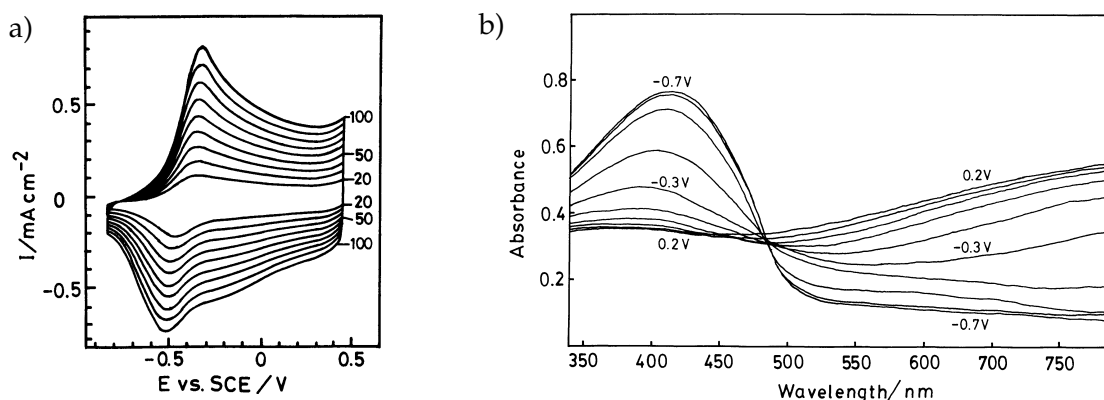 a)
0.5
0
-0.5
I/mA cm-2
100
50
20
20
50
100
-0.5
0
0.5
E vs. SCE / V
b)
0.8
0.6
0.4
0.2
Absorbance
-0.7V
-0.3V
0.2V
0.2V
-0.3V
-0.7V
350
400
450
500
550
600
650
700
750
Wavelength/nm